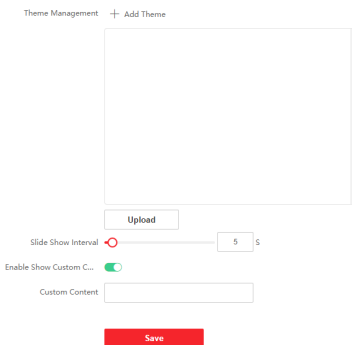 Theme Management + Add Theme
Upload
Slide Show Interval 5 S
Enable Show Custom C...
Custom Content
Save